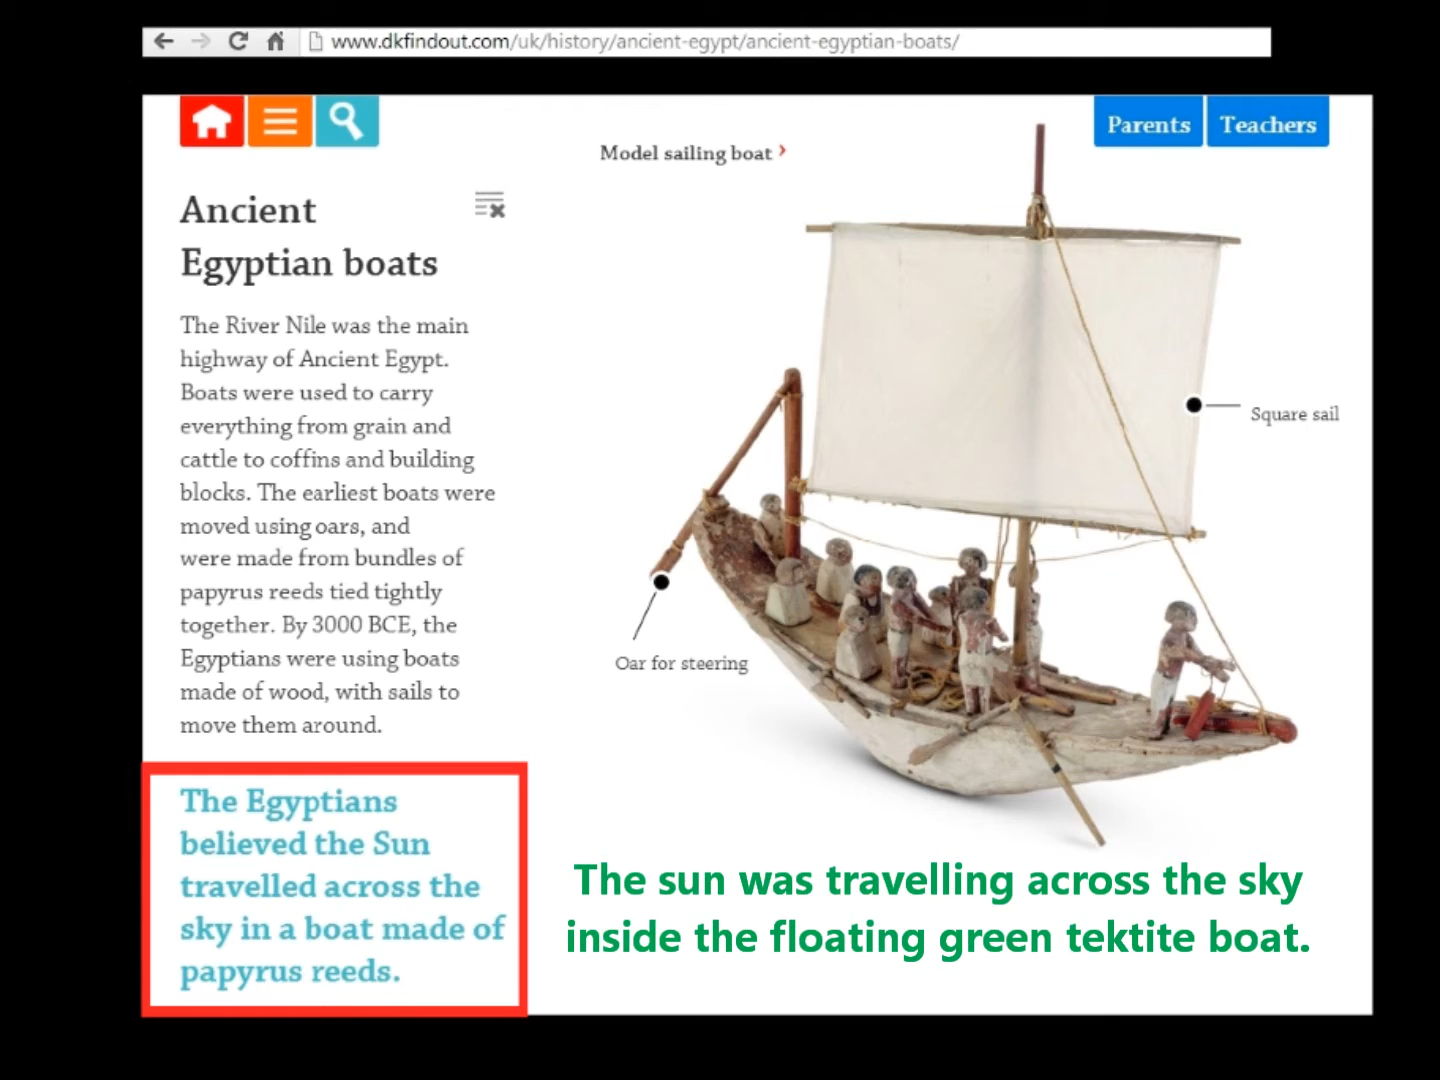 www.dkfindout.com/uk/history/ancient-egypt/ancient-egyptian-boats/
Parents
Teachers
Model sailing boat ›
Ancient
Egyptian boats
The River Nile was the main
highway of Ancient Egypt.
Boats were used to carry
everything from grain and
cattle to coffins and building
blocks. The earliest boats were
moved using oars, and
were made from bundles of
papyrus reeds tied tightly
together. By 3000 BCE, the
Egyptians were using boats
made of wood, with sails to
move them around.
Square sail
Oar for steering
The Egyptians
believed the Sun
travelled across the
sky in a boat made of
papyrus reeds.
The sun was travelling across the sky
inside the floating green tektite boat.